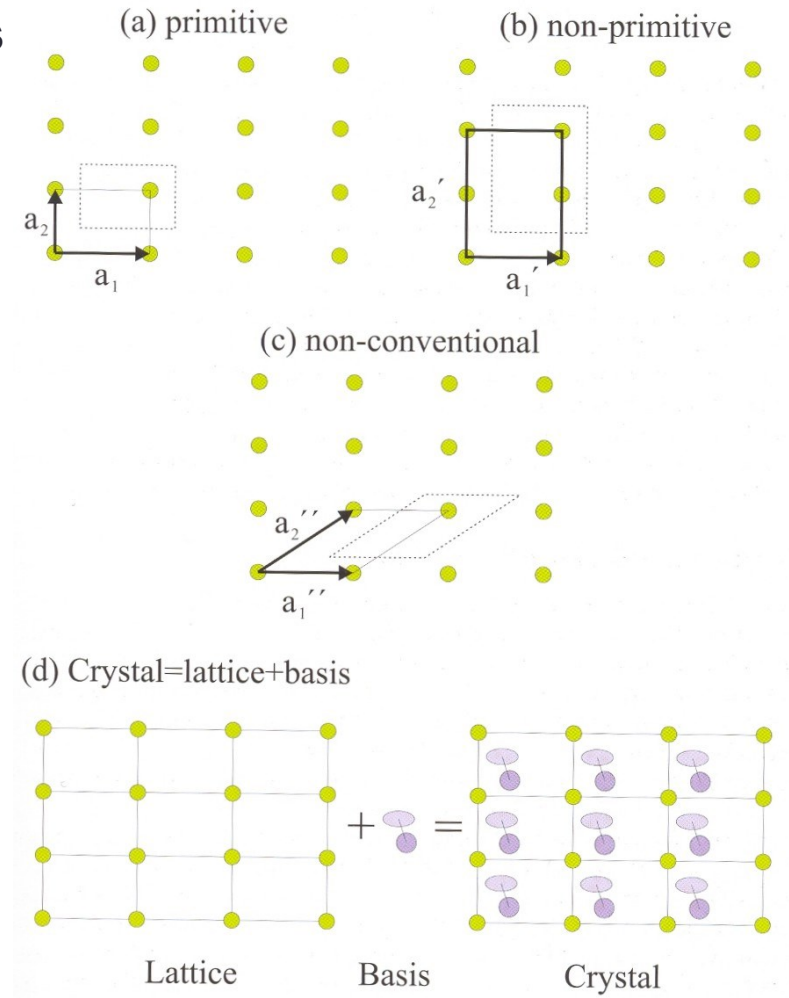 s
(a) primitive
(b) non-primitive
a₂
a₁
a₂′
a₁′
(c) non-conventional
a₂′′
a₁′′
(d) Crystal=lattice+basis
+ =
Lattice Basis Crystal